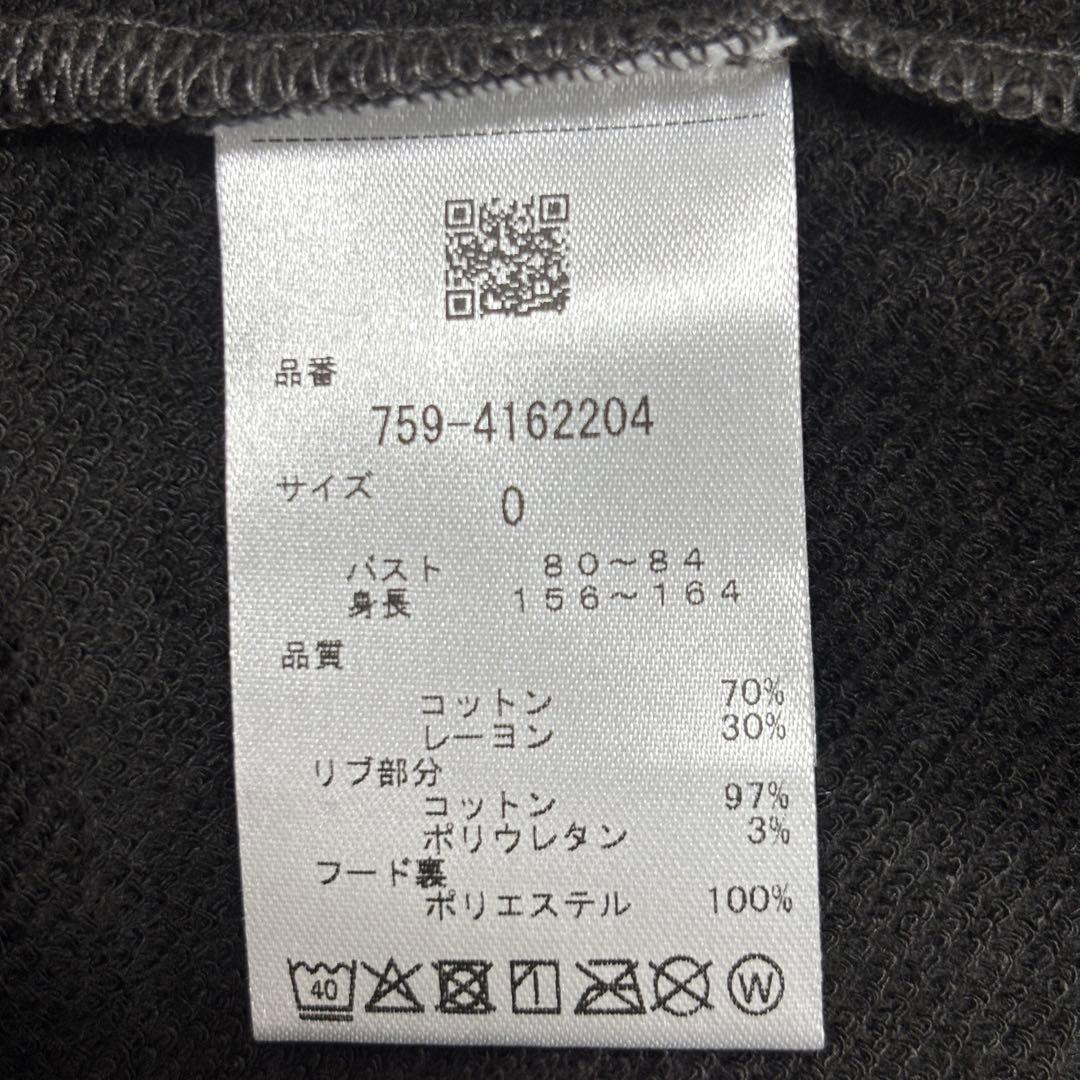 品番
759-4162204
サイズ 0
バスト 80~84
身長 156~164
品質
コットン 70%
レーヨン 30%
リブ部分
コットン 97%
ポリウレタン 3%
フード裏
ポリエステル 100%
40 W